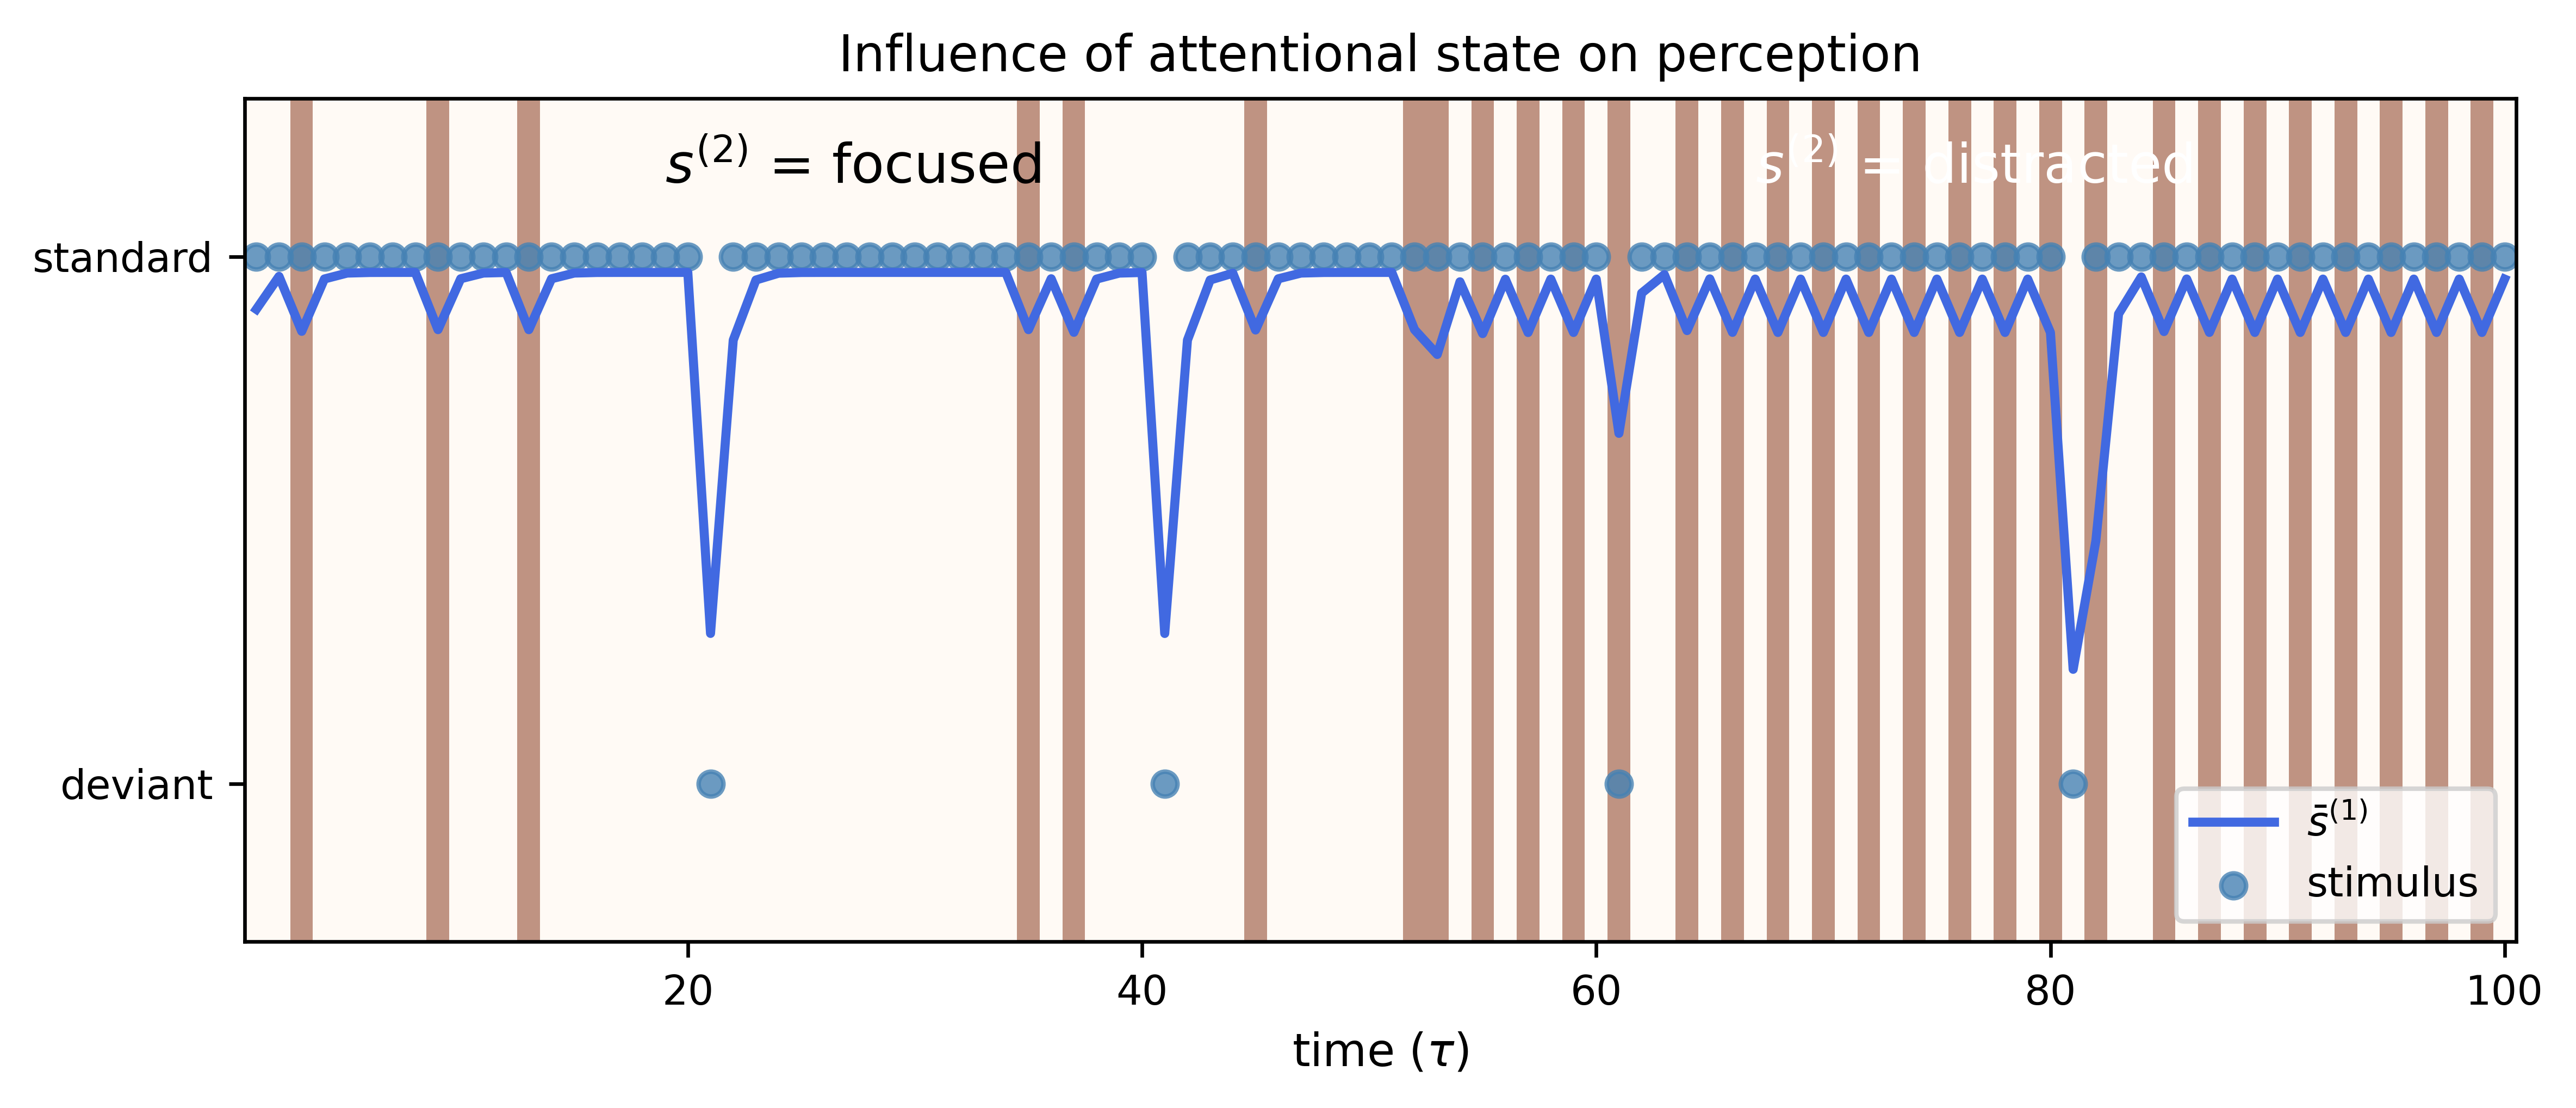 Influence of attentional state on perception
s⁽²⁾ = focused
s⁽²⁾ = distracted
standard
deviant
s̄⁽¹⁾
stimulus
20 40 60 80 100
time (τ)